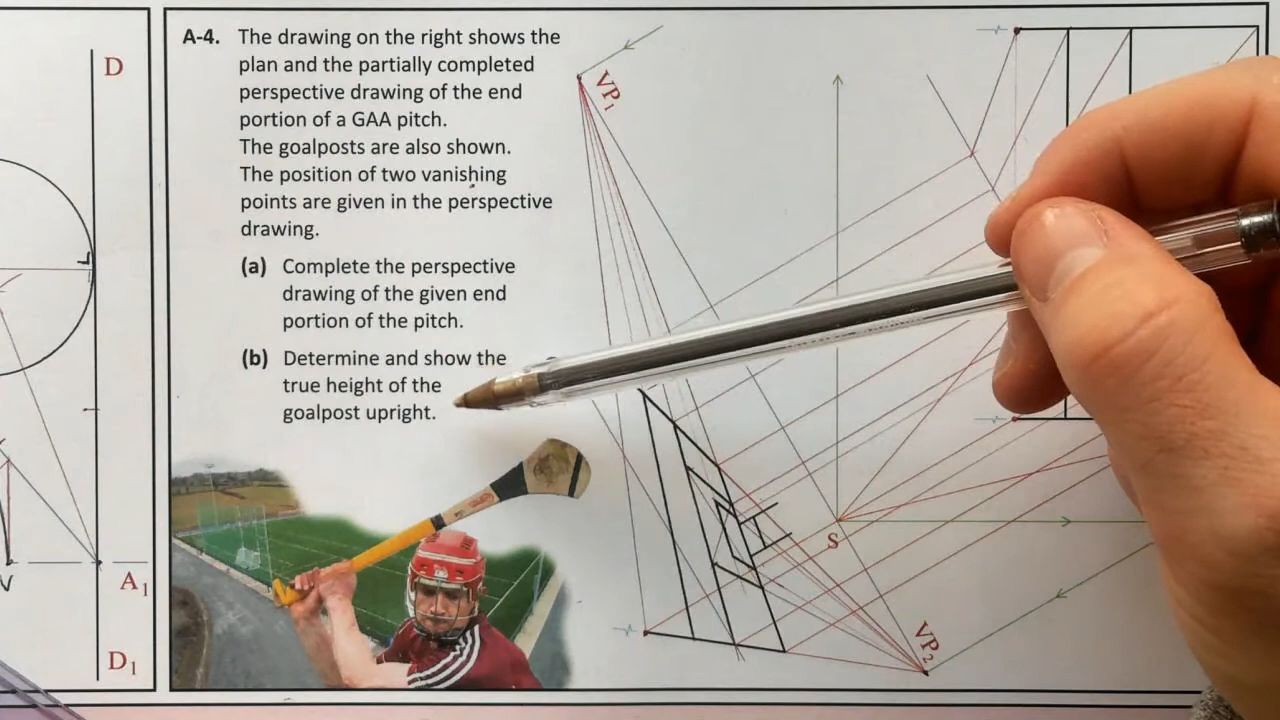 D
A-4. The drawing on the right shows the
plan and the partially completed
perspective drawing of the end
portion of a GAA pitch.
The goalposts are also shown.
The position of two vanishing
points are given in the perspective
drawing.
(a) Complete the perspective
drawing of the given end
portion of the pitch.
(b) Determine and show the
true height of the
goalpost upright.
VP1
L
S
V
A1
D1
VP2